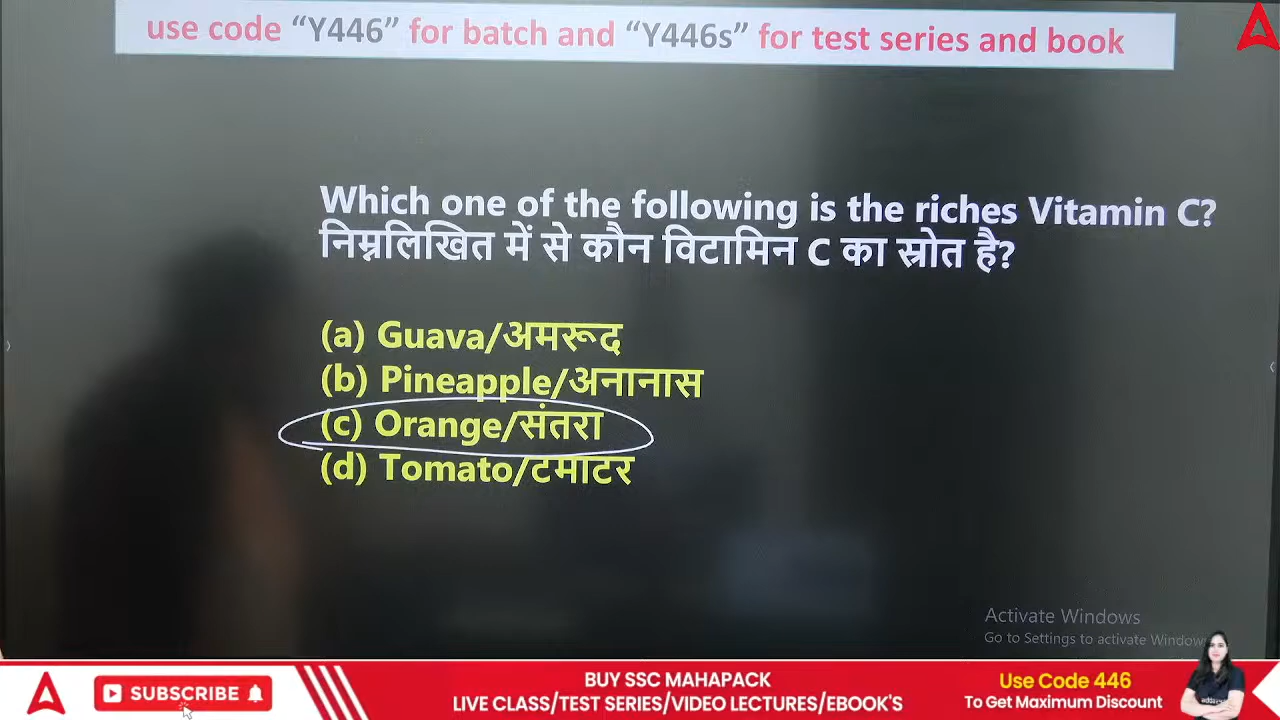 use code “Y446” for batch and “Y446s” for test series and book
Which one of the following is the riches Vitamin C?
निम्नलिखित में से कौन विटामिन C का स्रोत है?
(a) Guava/अमरूद
(b) Pineapple/अनानास
(c) Orange/संतरा
(d) Tomato/टमाटर
Activate Windows
Go to Settings to activate Windows
SUBSCRIBE
BUY SSC MAHAPACK
LIVE CLASS/TEST SERIES/VIDEO LECTURES/EBOOK'S
Use Code 446
To Get Maximum Discount